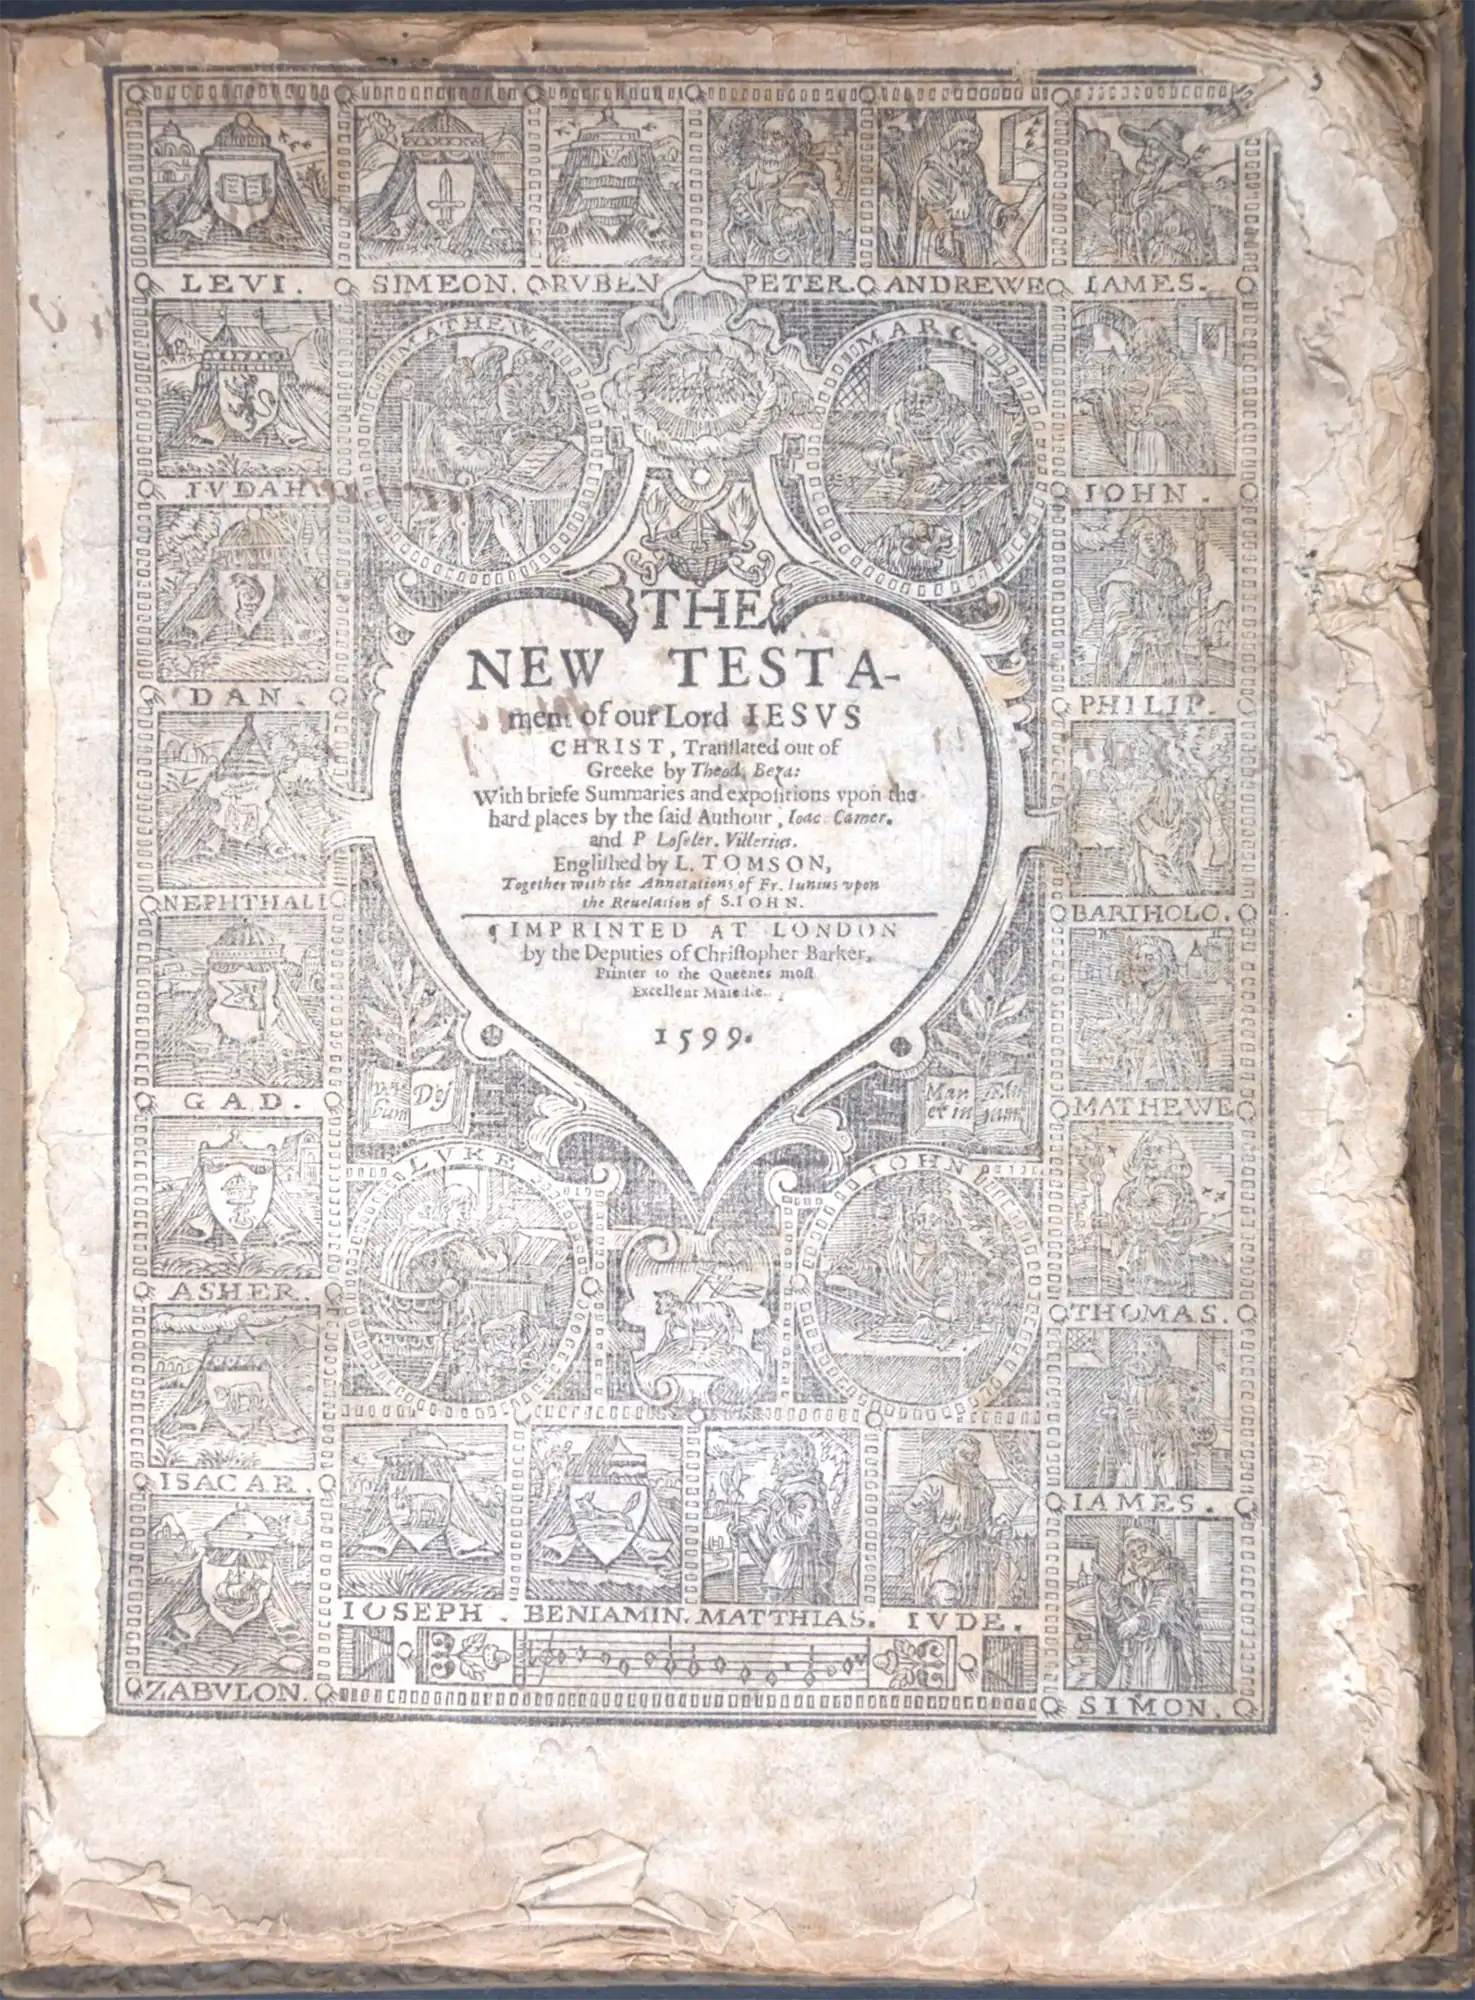 LEVI.
SIMEON.
RVBEN
PETER.
ANDREWE
IAMES.
MATHEW
MARC.
IVDAH
IOHN.
DAN.
PHILIP.
NEPHTHALI
BARTHOLO.
GAD.
MATHEWE
ASHER.
THOMAS.
ISACAR.
IAMES.
ZABVLON.
SIMON.
THE
NEW TESTA-
ment of our Lord IESVS
CHRIST, Tranſlated out of
Greeke by Theod. Beza:
With briefe Summaries and expoſitions vpon the
hard places by the ſaid Authour, Ioac. Camer.
and P. Loſeler. Villerius.
Engliſhed by L. TOMSON,
Together with the Annotations of Fr. Iunius vpon
the Reuelation of S. IOHN.
¶ IMPRINTED AT LONDON
by the Deputies of Chriſtopher Barker,
Printer to the Queenes moſt
Excellent Maieſtie.
1599.
Man et in
LVKE
IOHN
IOSEPH.
BENIAMIN.
MATTHIAS.
IVDE.